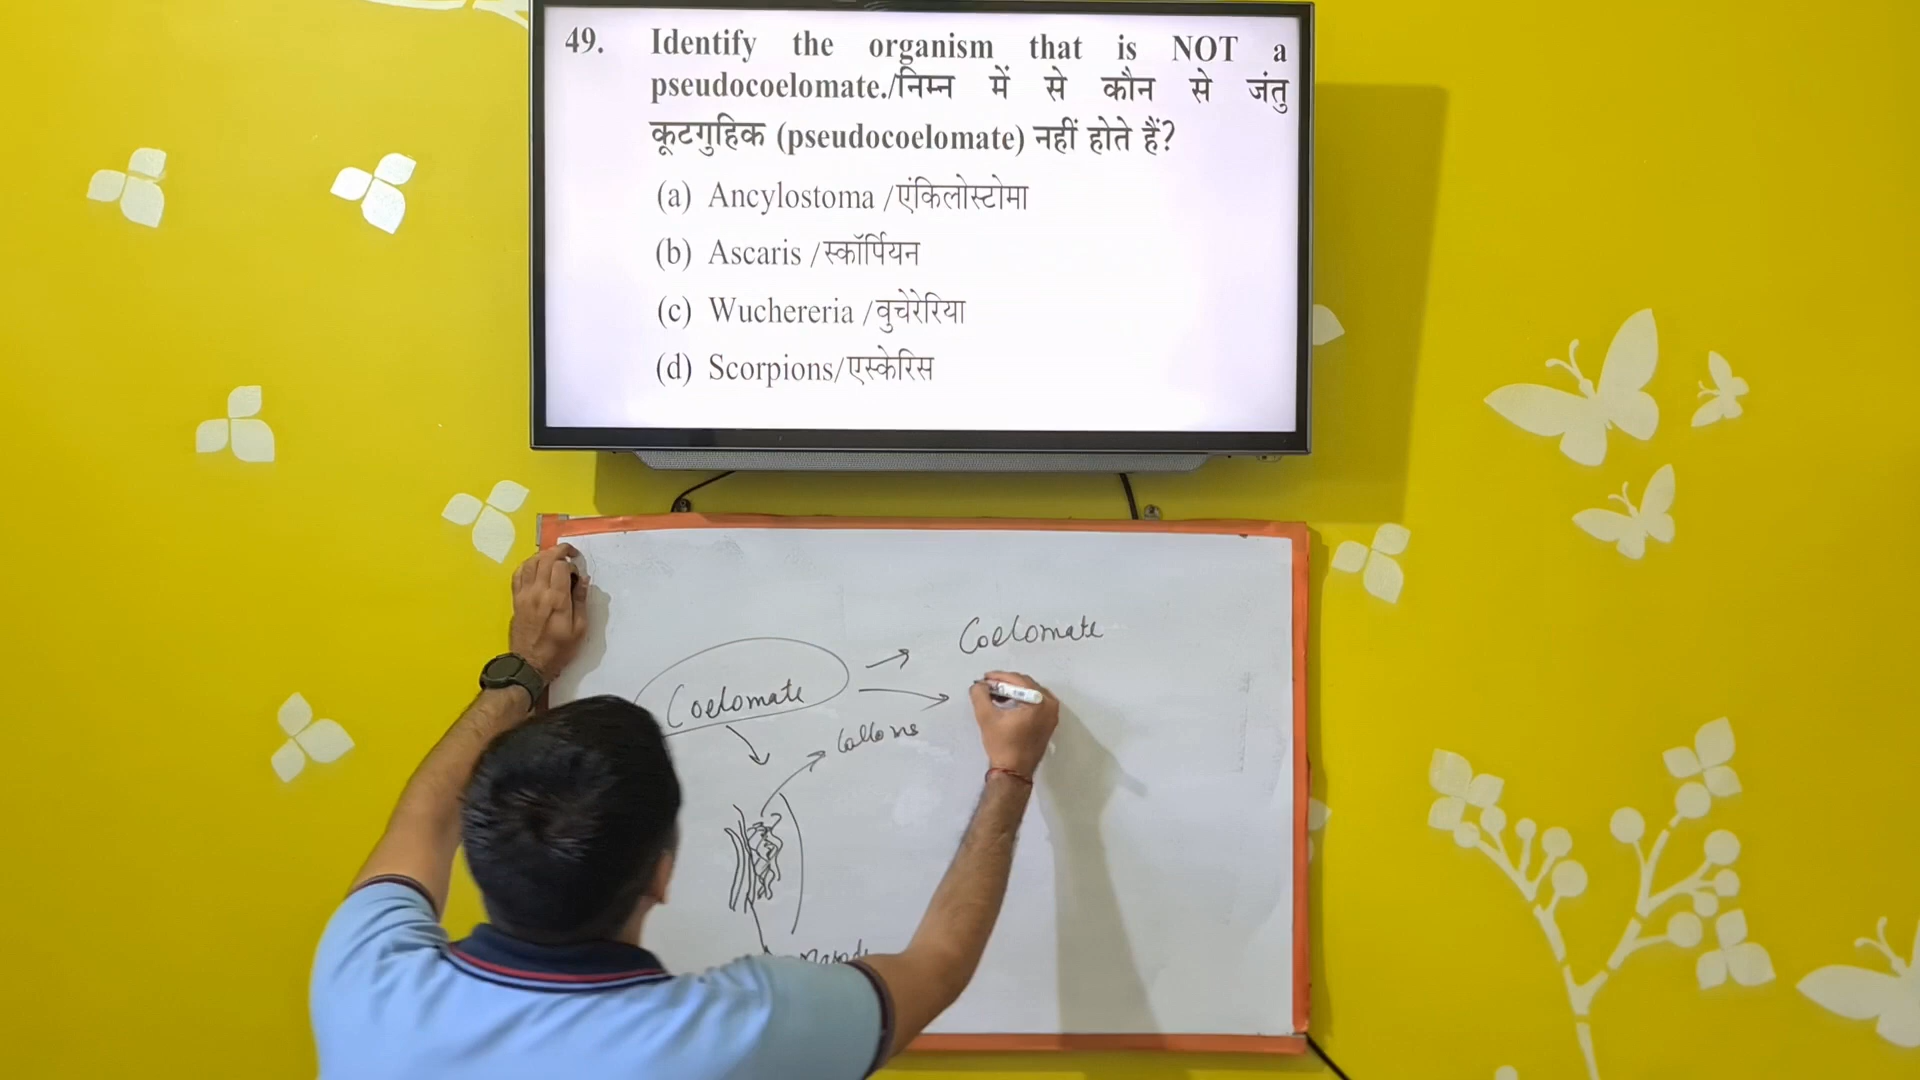 49. Identify the organism that is NOT a
pseudocoelomate./निम्न में से कौन से जंतु
कूटगुहिक (pseudocoelomate) नहीं होते हैं?
(a) Ancylostoma /एंकिलोस्टोमा
(b) Ascaris /स्कॉर्पियन
(c) Wuchereria /वुचेरेरिया
(d) Scorpions/एस्केरिस
Coelomate
Coelomate